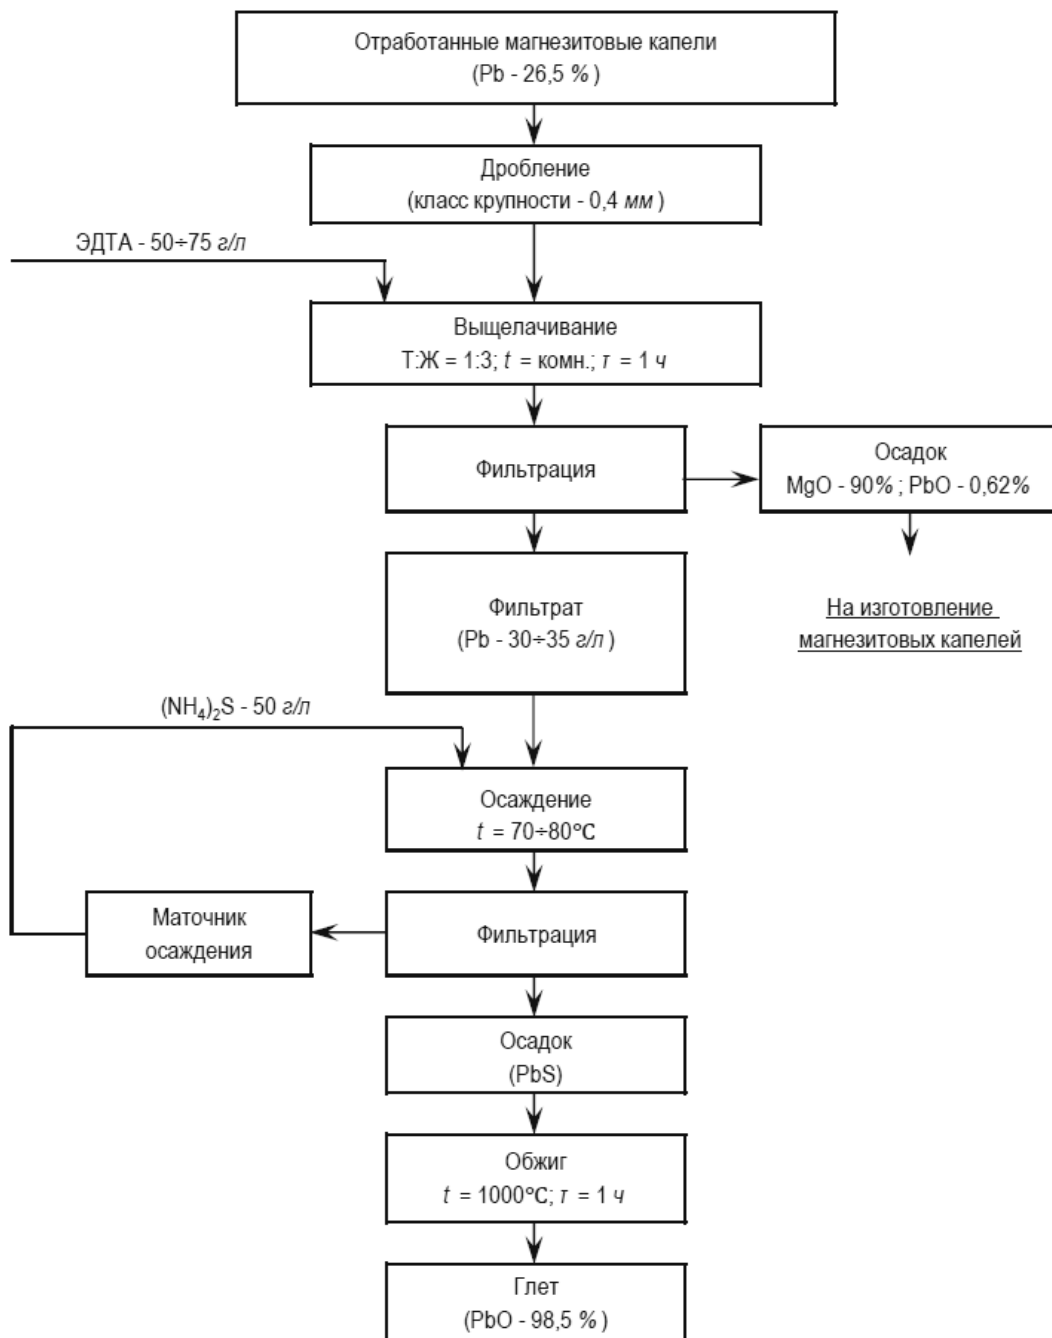 Отработанные магнезитовые капели
(Pb - 26,5 %)
Дробление
(класс крупности - 0,4 мм)
ЭДТА - 50÷75 г/л
Выщелачивание
Т:Ж = 1:3; t = комн.; τ = 1 ч
Фильтрация
Осадок
MgO - 90%; PbO - 0,62%
Фильтрат
(Pb - 30÷35 г/л)
На изготовление
магнезитовых капелей
(NH₄)₂S - 50 г/л
Осаждение
t = 70÷80°С
Маточник
осаждения
Фильтрация
Осадок
(PbS)
Обжиг
t = 1000°С; τ = 1 ч
Глет
(PbO - 98,5 %)